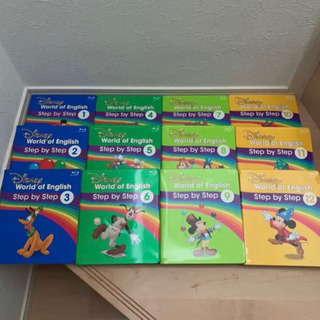 Disney
World of English
Step by Step 1
Disney
World of English
Step by Step 4
Disney
World of English
Step by Step 7
Disney
World of English
Step by Step 10
Disney
World of English
Step by Step 2
Disney
World of English
Step by Step 5
Disney
World of English
Step by Step 8
Disney
World of English
Step by Step 11
Disney
World of English
Step by Step 3
Disney
World of English
Step by Step 6
Disney
World of English
Step by Step 9
Disney
World of English
Step by Step 12